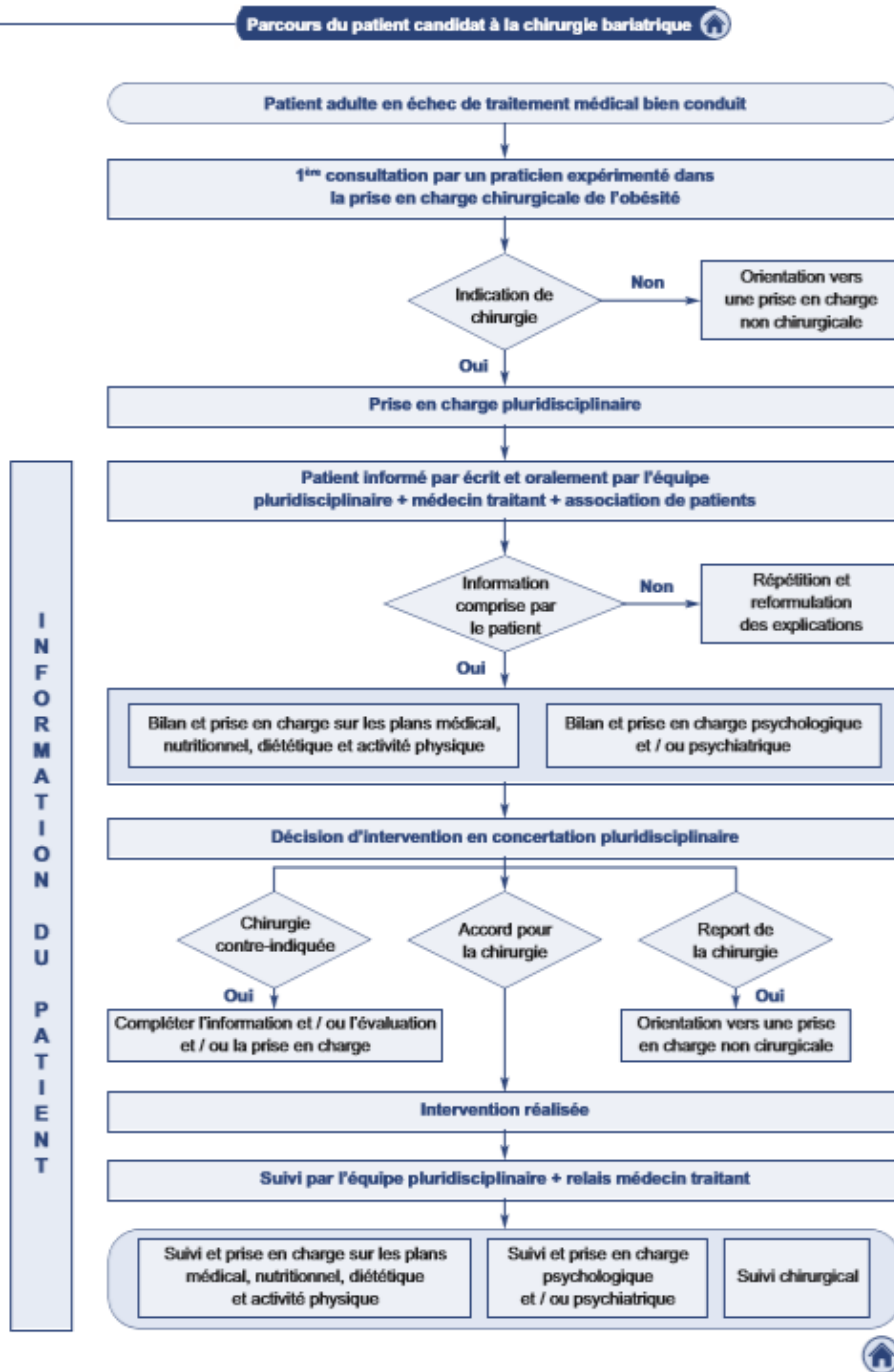 Parcours du patient candidat à la chirurgie bariatrique
Patient adulte en échec de traitement médical bien conduit
1ère consultation par un praticien expérimenté dans
la prise en charge chirurgicale de l'obésité
Indication de
chirurgie
Non
Orientation vers
une prise en charge
non chirurgicale
Oui
Prise en charge pluridisciplinaire
INFORMATION DU PATIENT
Patient informé par écrit et oralement par l'équipe
pluridisciplinaire + médecin traitant + association de patients
Information
comprise par
le patient
Non
Répétition et
reformulation
des explications
Oui
Bilan et prise en charge sur les plans médical,
nutritionnel, diététique et activité physique
Bilan et prise en charge psychologique
et / ou psychiatrique
Décision d'intervention en concertation pluridisciplinaire
Chirurgie
contre-indiquée
Accord pour
la chirurgie
Report de
la chirurgie
Oui
Oui
Compléter l'information et / ou l'évaluation
et / ou la prise en charge
Orientation vers une prise
en charge non cirurgicale
Intervention réalisée
Suivi par l'équipe pluridisciplinaire + relais médecin traitant
Suivi et prise en charge sur les plans
médical, nutritionnel, diététique
et activité physique
Suivi et prise en charge
psychologique
et / ou psychiatrique
Suivi chirurgical